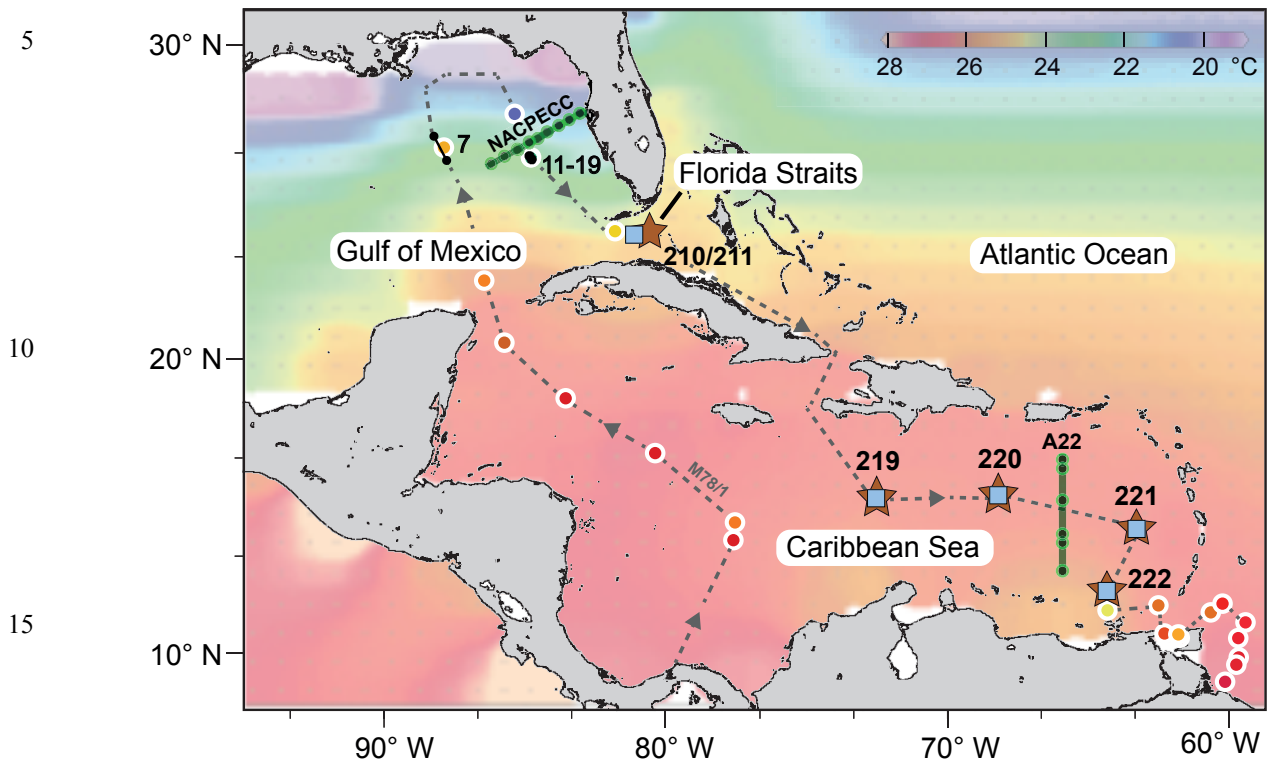 5
30° N
28 26 24 22 20 °C
NACPECC
7
11-19
Florida Straits
210/211
Gulf of Mexico
Atlantic Ocean
10
20° N
M78/1
219
220
A22
221
Caribbean Sea
222
15
10° N
90° W
80° W
70° W
60° W